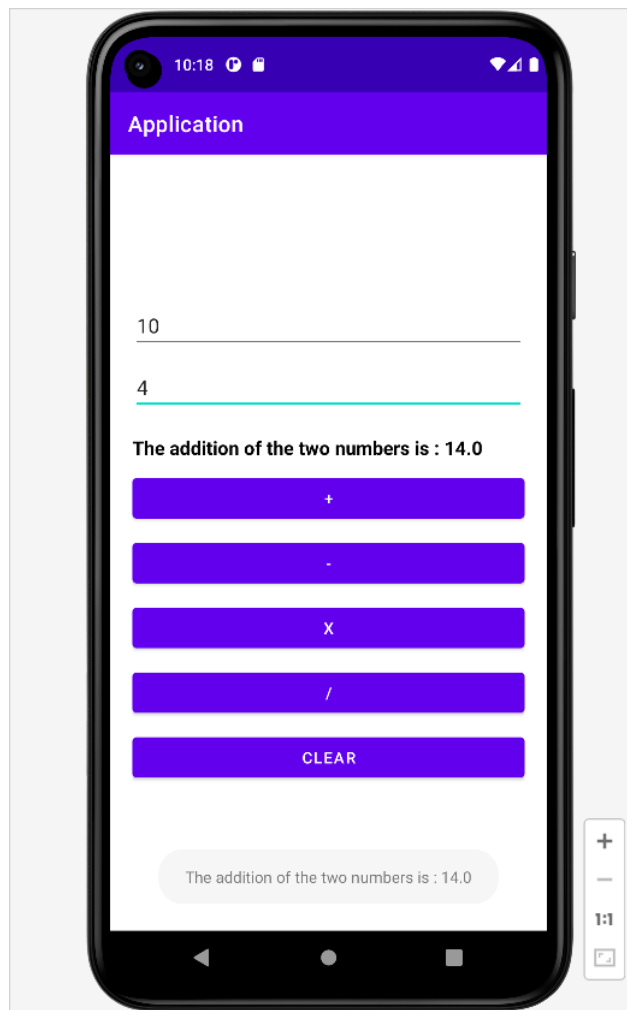 10:18
Application
10
4
The addition of the two numbers is : 14.0
+
-
X
/
CLEAR
The addition of the two numbers is : 14.0
+
−
1:1